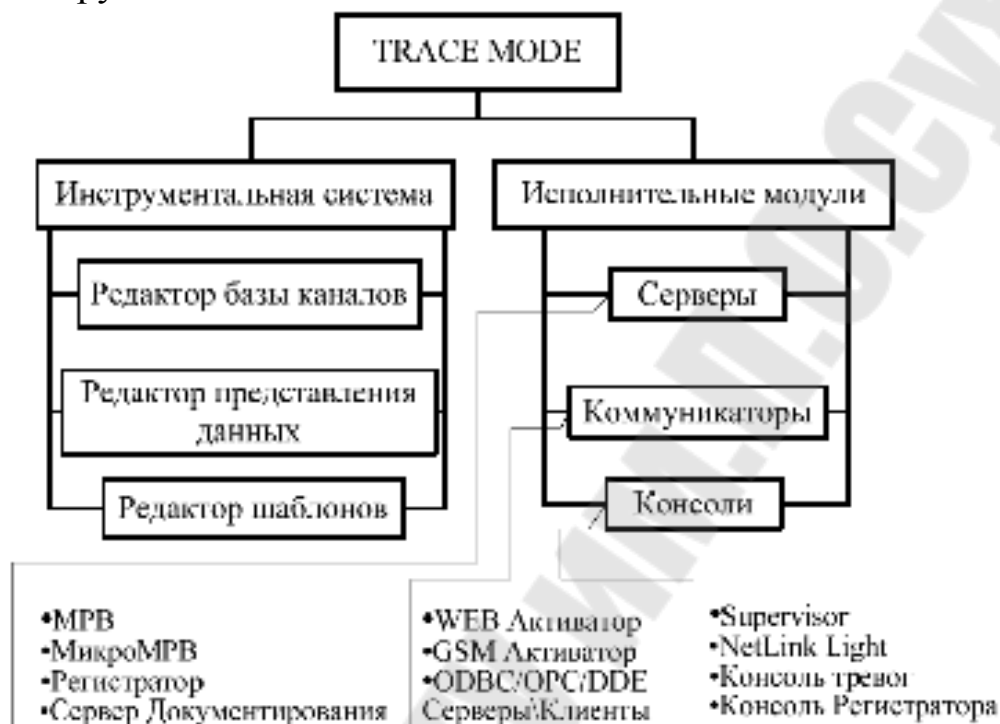 TRACE MODE
Инструментальная система
Редактор базы каналов
Редактор представления
данных
Редактор шаблонов
Исполнительные модули
Серверы
Коммуникаторы
Консоли
•МРВ
•МикроМРВ
•Регистратор
•Сервер Документирования
•WEB Активатор
•GSM Активатор
•ODBC/OPC/DDE
Серверы\Клиенты
•Supervisor
•NetLink Light
•Консоль тревог
•Консоль Регистратора